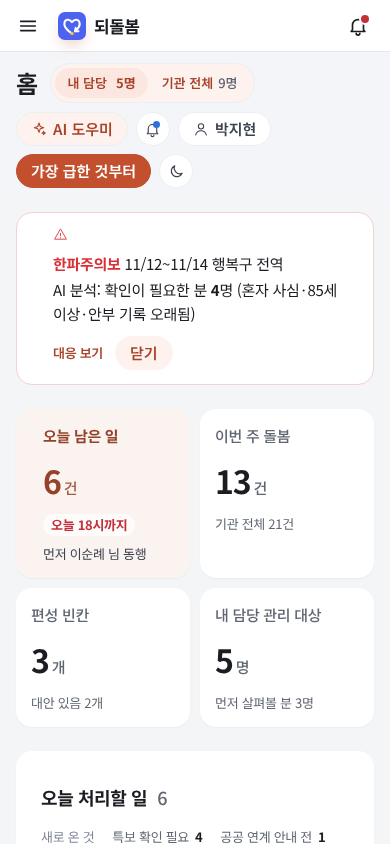 되돌봄
홈
내 담당 5명 기관 전체 9명
AI 도우미
박지현
가장 급한 것부터
한파주의보 11/12~11/14 행복구 전역
AI 분석: 확인이 필요한 분 4명 (혼자 사심·85세
이상·안부 기록 오래됨)
대응 보기 닫기
오늘 남은 일
6건
오늘 18시까지
먼저 이순례 님 동행
이번 주 돌봄
13건
기관 전체 21건
편성 빈칸
3개
대안 있음 2개
내 담당 관리 대상
5명
먼저 살펴볼 분 3명
오늘 처리할 일 6
새로 온 것 특보 확인 필요 4 공공 연계 안내 전 1